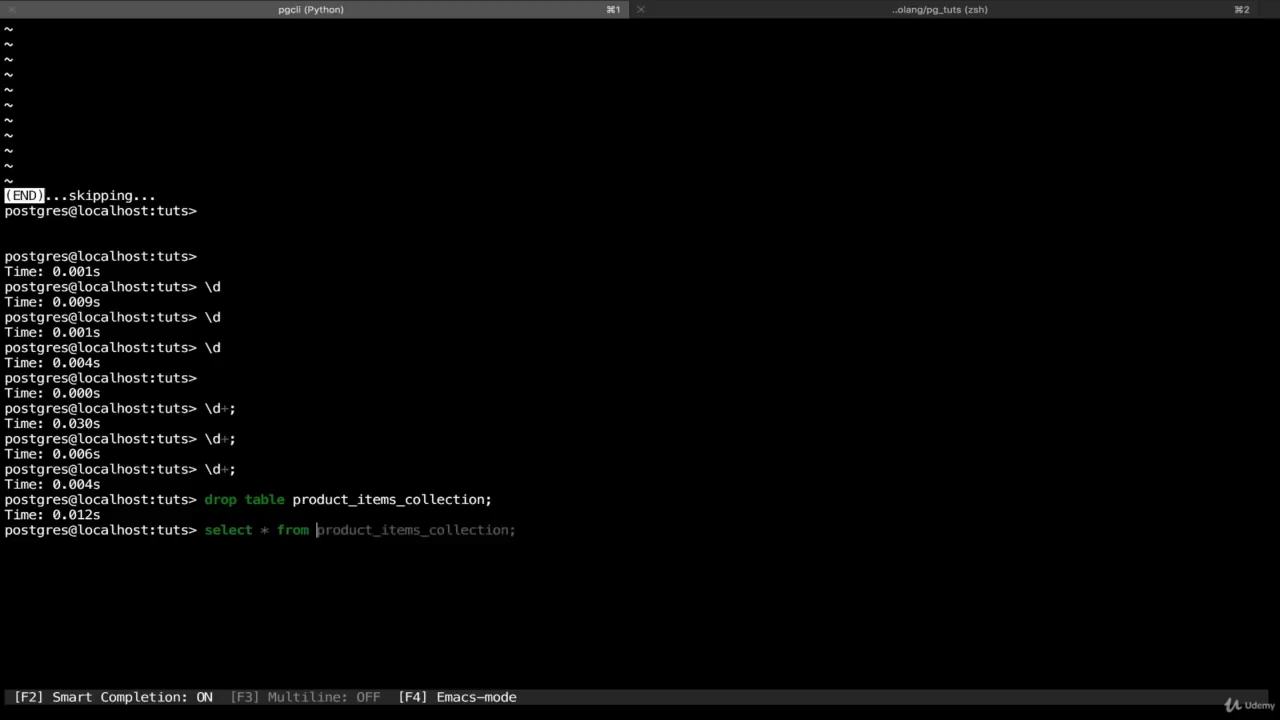 pgcli (Python)
⌘1
..olang/pg_tuts (zsh)
⌘2
~
~
~
~
~
~
~
~
~
~
~
(END)...skipping...
postgres@localhost:tuts>
postgres@localhost:tuts>
Time: 0.001s
postgres@localhost:tuts> \d
Time: 0.009s
postgres@localhost:tuts> \d
Time: 0.001s
postgres@localhost:tuts> \d
Time: 0.004s
postgres@localhost:tuts>
Time: 0.000s
postgres@localhost:tuts> \d+;
Time: 0.030s
postgres@localhost:tuts> \d+;
Time: 0.006s
postgres@localhost:tuts> \d+;
Time: 0.004s
postgres@localhost:tuts> drop table product_items_collection;
Time: 0.012s
postgres@localhost:tuts> select * from product_items_collection;
[F2] Smart Completion: ON [F3] Multiline: OFF [F4] Emacs-mode
Udemy